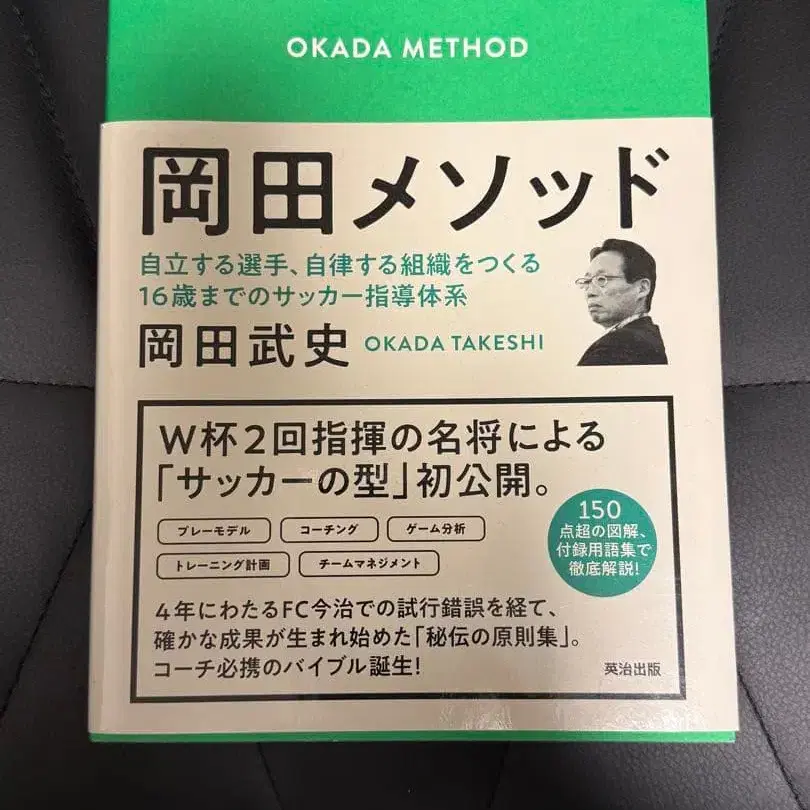 OKADA METHOD
岡田メソッド
自立する選手、自律する組織をつくる
16歳までのサッカー指導体系
岡田武史 OKADA TAKESHI
W杯2回指揮の名将による
「サッカーの型」初公開。
プレーモデル コーチング ゲーム分析
トレーニング計画 チームマネジメント
150
点超の図解、
付録用語集で
徹底解説!
4年にわたるFC今治での試行錯誤を経て、
確かな成果が生まれ始めた「秘伝の原則集」。
コーチ必携のバイブル誕生!
英治出版